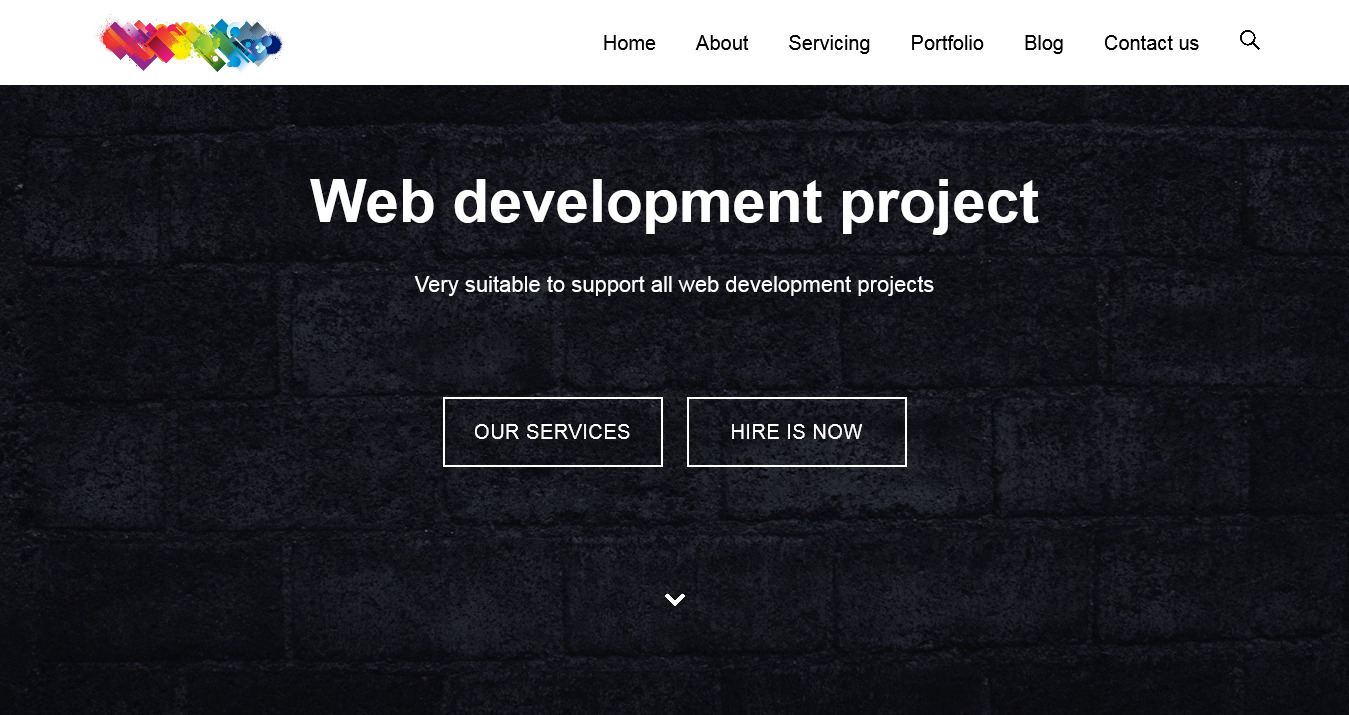 Home About Servicing Portfolio Blog Contact us
Web development project
Very suitable to support all web development projects
OUR SERVICES HIRE IS NOW